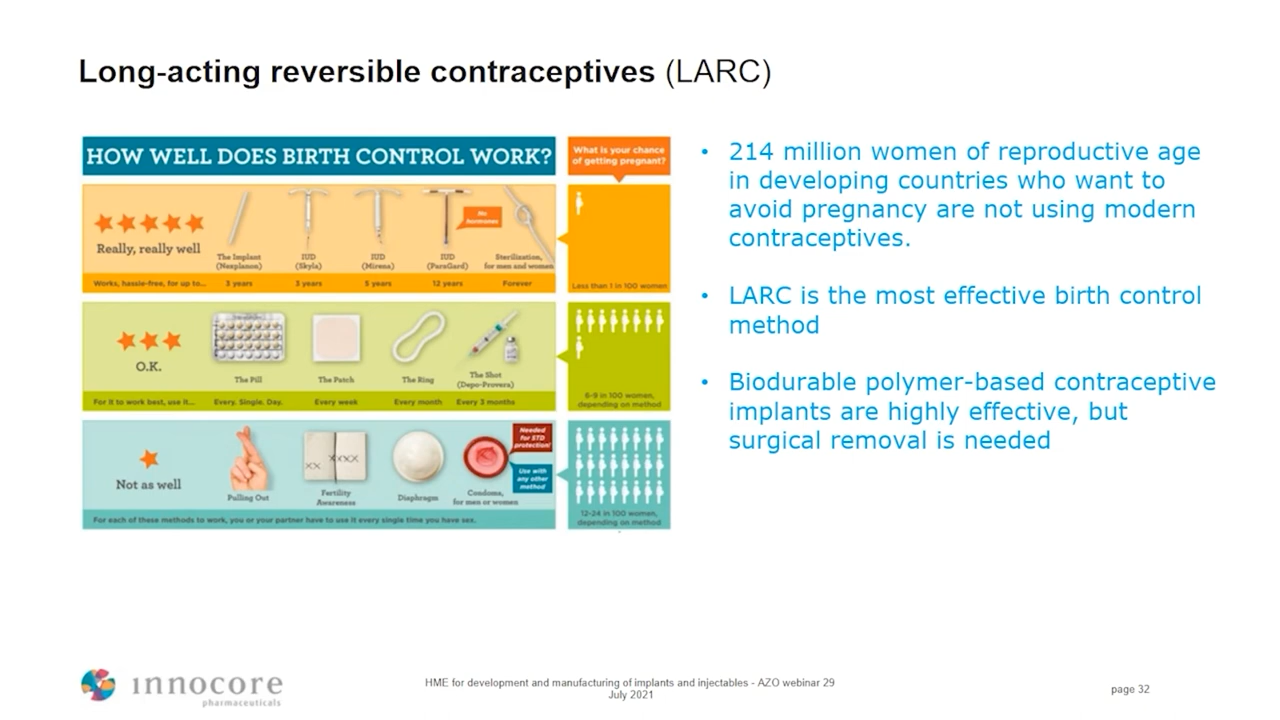 Long-acting reversible contraceptives (LARC)
HOW WELL DOES BIRTH CONTROL WORK?
What is your chance
of getting pregnant?
Really, really well
The Implant
(Nexplanon)
IUD
(Skyla)
IUD
(Mirena)
No
hormones
IUD
(ParaGard)
Sterilization,
for men and women
Works, hassle-free, for up to...
3 years
3 years
5 years
12 years
Forever
Less than 1 in 100 women
O.K.
The Pill
The Patch
The Ring
The Shot
(Depo-Provera)
For it to work best, use it...
Every. Single. Day.
Every week
Every month
Every 3 months
6-9 in 100 women,
depending on method
Not as well
Pulling Out
Fertility
Awareness
Diaphragm
Condoms,
for men or women
Needed
for STD
protection!
Use with
any other
method
XX
XXXX
For each of these methods to work, you or your partner have to use it every single time you have sex.
12-24 in 100 women,
depending on method
• 214 million women of reproductive age
in developing countries who want to
avoid pregnancy are not using modern
contraceptives.
• LARC is the most effective birth control
method
• Biodurable polymer-based contraceptive
implants are highly effective, but
surgical removal is needed
innocore
pharmaceuticals
HME for development and manufacturing of implants and injectables - AZO webinar 29
July 2021
page 32